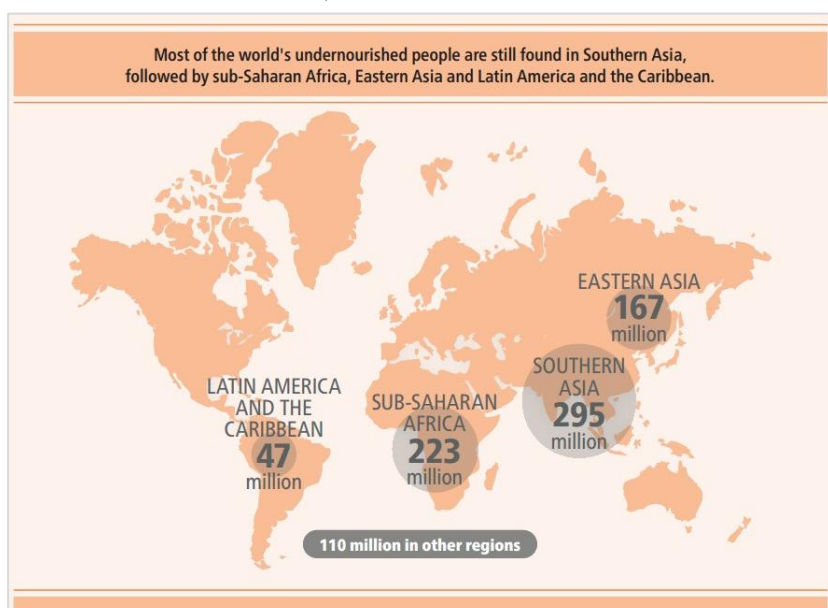 Most of the world's undernourished people are still found in Southern Asia,
followed by sub-Saharan Africa, Eastern Asia and Latin America and the Caribbean.
EASTERN ASIA
167
million
SOUTHERN
ASIA
295
million
LATIN AMERICA
AND THE
CARIBBEAN
47
million
SUB-SAHARAN
AFRICA
223
million
110 million in other regions